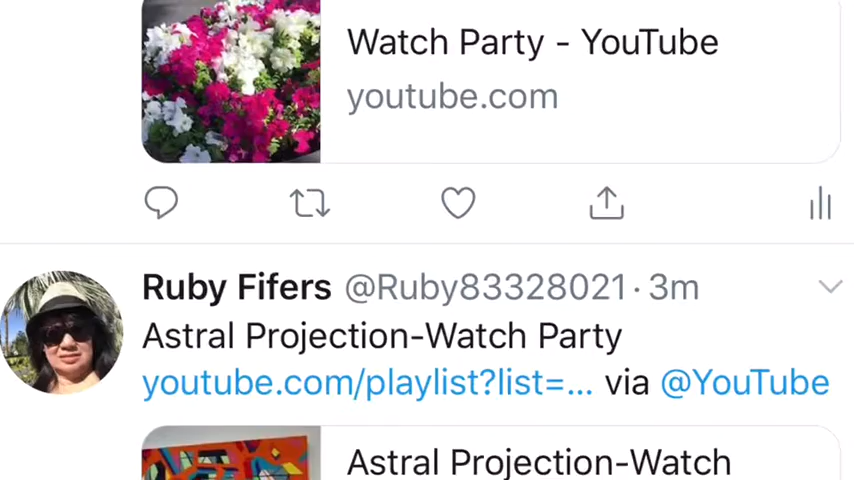 Watch Party - YouTube
youtube.com
Ruby Fifers @Ruby83328021 · 3m
Astral Projection-Watch Party
youtube.com/playlist?list=... via @YouTube
Astral Projection-Watch